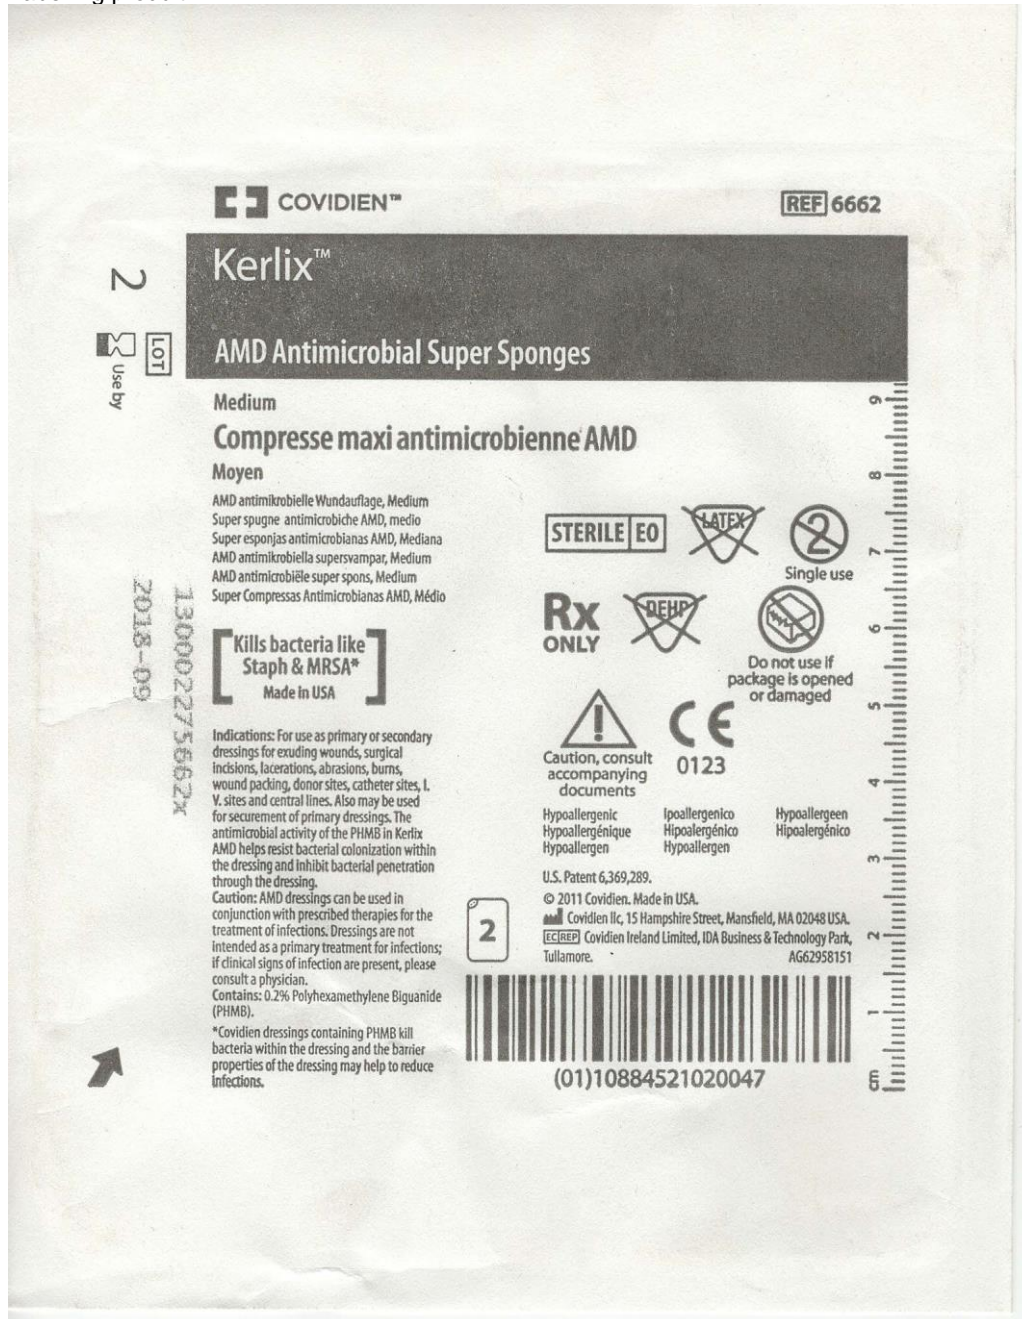 COVIDIEN™
REF 6662
Kerlix™
AMD Antimicrobial Super Sponges
Medium
Compresse maxi antimicrobienne AMD
Moyen
AMD antimikrobielle Wundauflage, Medium
Super spugne antimicrobiche AMD, medio
Super esponjas antimicrobianas AMD, Mediana
AMD antimikrobiella supersvampar, Medium
AMD antimicrobiële super spons, Medium
Super Compressas Antimicrobianas AMD, Médio
Kills bacteria like
Staph & MRSA*
Made in USA
Indications: For use as primary or secondary
dressings for exuding wounds, surgical
incisions, lacerations, abrasions, burns,
wound packing, donor sites, catheter sites, I.
V. sites and central lines. Also may be used
for securement of primary dressings. The
antimicrobial activity of the PHMB in Kerlix
AMD helps resist bacterial colonization within
the dressing and inhibit bacterial penetration
through the dressing.
Caution: AMD dressings can be used in
conjunction with prescribed therapies for the
treatment of infections. Dressings are not
intended as a primary treatment for infections;
if clinical signs of infection are present, please
consult a physician.
Contains: 0.2% Polyhexamethylene Biguanide
(PHMB).
*Covidien dressings containing PHMB kill
bacteria within the dressing and the barrier
properties of the dressing may help to reduce
infections.
STERILE EO
LATEX
2
Single use
Rx
ONLY
DEHP
Do not use if
package is opened
or damaged
Caution, consult
accompanying
documents
CE
0123
Hypoallergenic
Hypoallergénique
Hypoallergen
Ipoallergenico
Hipoalergénico
Hypoallergen
Hypoallergeen
Hipoalergénico
U.S. Patent 6,369,289.
© 2011 Covidien. Made in USA.
Covidien llc, 15 Hampshire Street, Mansfield, MA 02048 USA.
EC REP Covidien Ireland Limited, IDA Business & Technology Park,
Tullamore.
AG62958151
2
(01)10884521020047
2
LOT
Use by
130002275662x
2018-09
9
8
7
6
5
4
3
2
1
cm